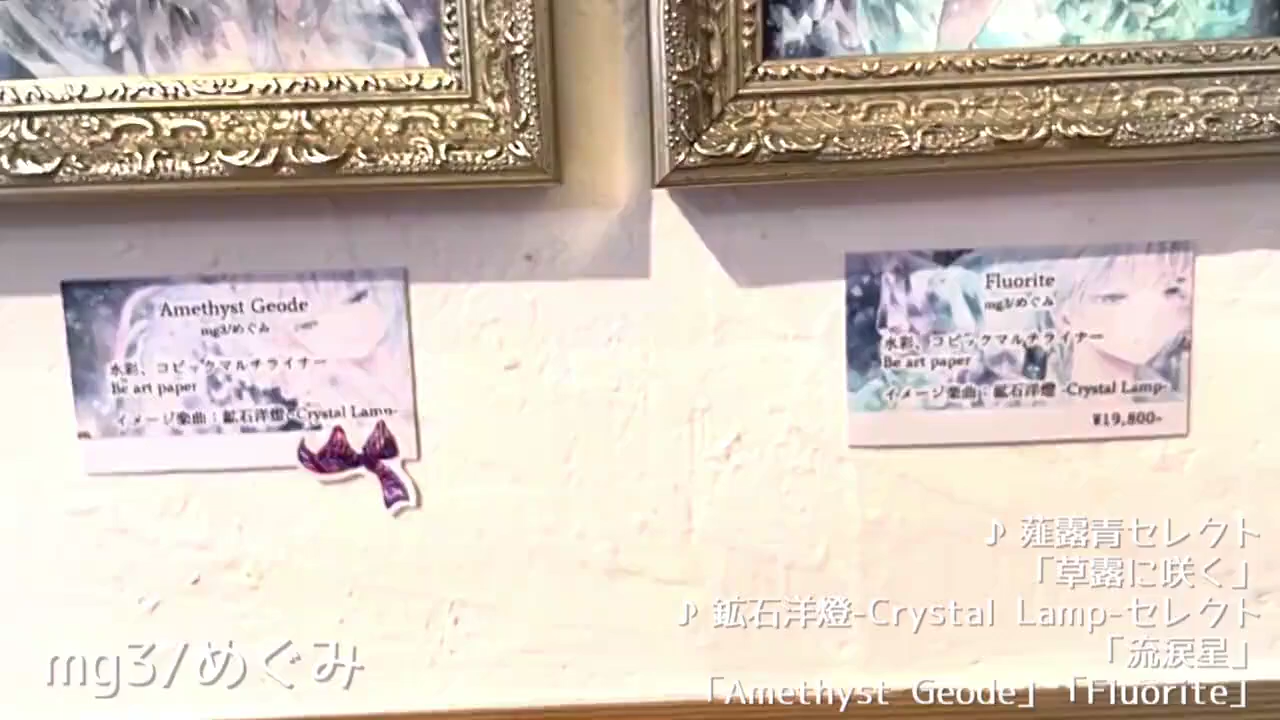 Amethyst Geode
mg3/めぐみ
水彩、コピックマルチライナー
Be art paper
イメージ楽曲：鉱石洋燈 -Crystal Lamp-
Fluorite
mg3/めぐみ
水彩、コピックマルチライナー
Be art paper
イメージ楽曲：鉱石洋燈 -Crystal Lamp-
¥19,800-
♪ 薤露青セレクト
「草露に咲く」
♪ 鉱石洋燈-Crystal Lamp-セレクト
「流涙星」
「Amethyst Geode」「Fluorite」
mg3/めぐみ